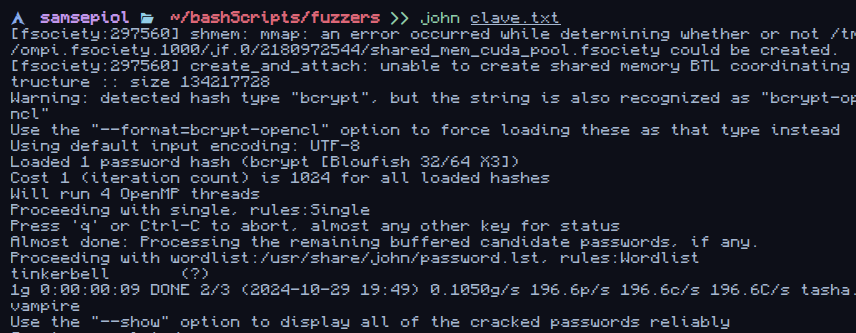 samsepiol ~/bashScripts/fuzzers >> john clave.txt
[fsociety:297560] shmem: mmap: an error occurred while determining whether or not /tm
/ompi.fsociety.1000/jf.0/2180972544/shared_mem_cuda_pool.fsociety could be created.
[fsociety:297560] create_and_attach: unable to create shared memory BTL coordinating
tructure :: size 134217728
Warning: detected hash type "bcrypt", but the string is also recognized as "bcrypt-op
ncl"
Use the "--format=bcrypt-opencl" option to force loading these as that type instead
Using default input encoding: UTF-8
Loaded 1 password hash (bcrypt [Blowfish 32/64 X3])
Cost 1 (iteration count) is 1024 for all loaded hashes
Will run 4 OpenMP threads
Proceeding with single, rules:Single
Press 'q' or Ctrl-C to abort, almost any other key for status
Almost done: Processing the remaining buffered candidate passwords, if any.
Proceeding with wordlist:/usr/share/john/password.lst, rules:Wordlist
tinkerbell (?)
1g 0:00:00:09 DONE 2/3 (2024-10-29 19:49) 0.1050g/s 196.6p/s 196.6c/s 196.6C/s tasha.
vampire
Use the "--show" option to display all of the cracked passwords reliably